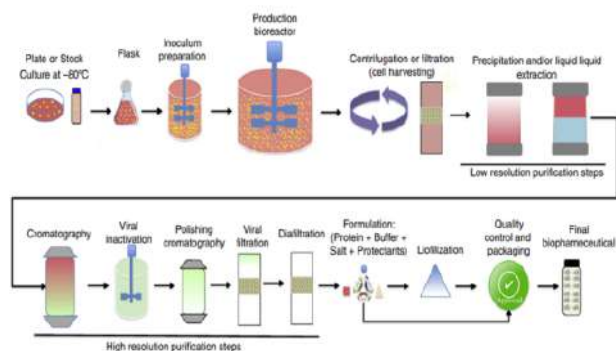 Plate or Stock
Culture at –80ºC
Flask
Inoculum
preparation
Production
bioreactor
Centrifugation or filtration
(cell harvesting)
Precipitation and/or liquid liquid
extraction
Low resolution purification steps
Cromatography
Viral
inactivation
Polishing
cromatography
Viral
filtration
Diafiltration
Formulation:
(Protein + Buffer +
Salt + Protectants)
Liofilization
Quality
control and
packaging
Final
biopharmaceutical
High resolution purification steps